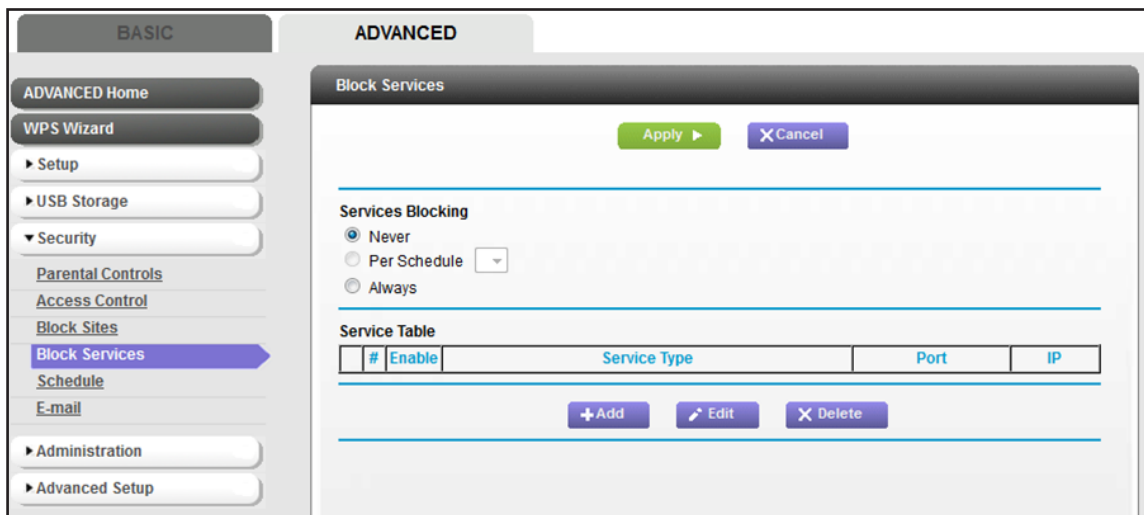 BASIC
ADVANCED
ADVANCED Home
WPS Wizard
Setup
USB Storage
Security
Parental Controls
Access Control
Block Sites
Block Services
Schedule
E-mail
Administration
Advanced Setup
Block Services
Apply
Cancel
Services Blocking
Never
Per Schedule
Always
Service Table
# Enable Service Type Port IP
Add Edit Delete